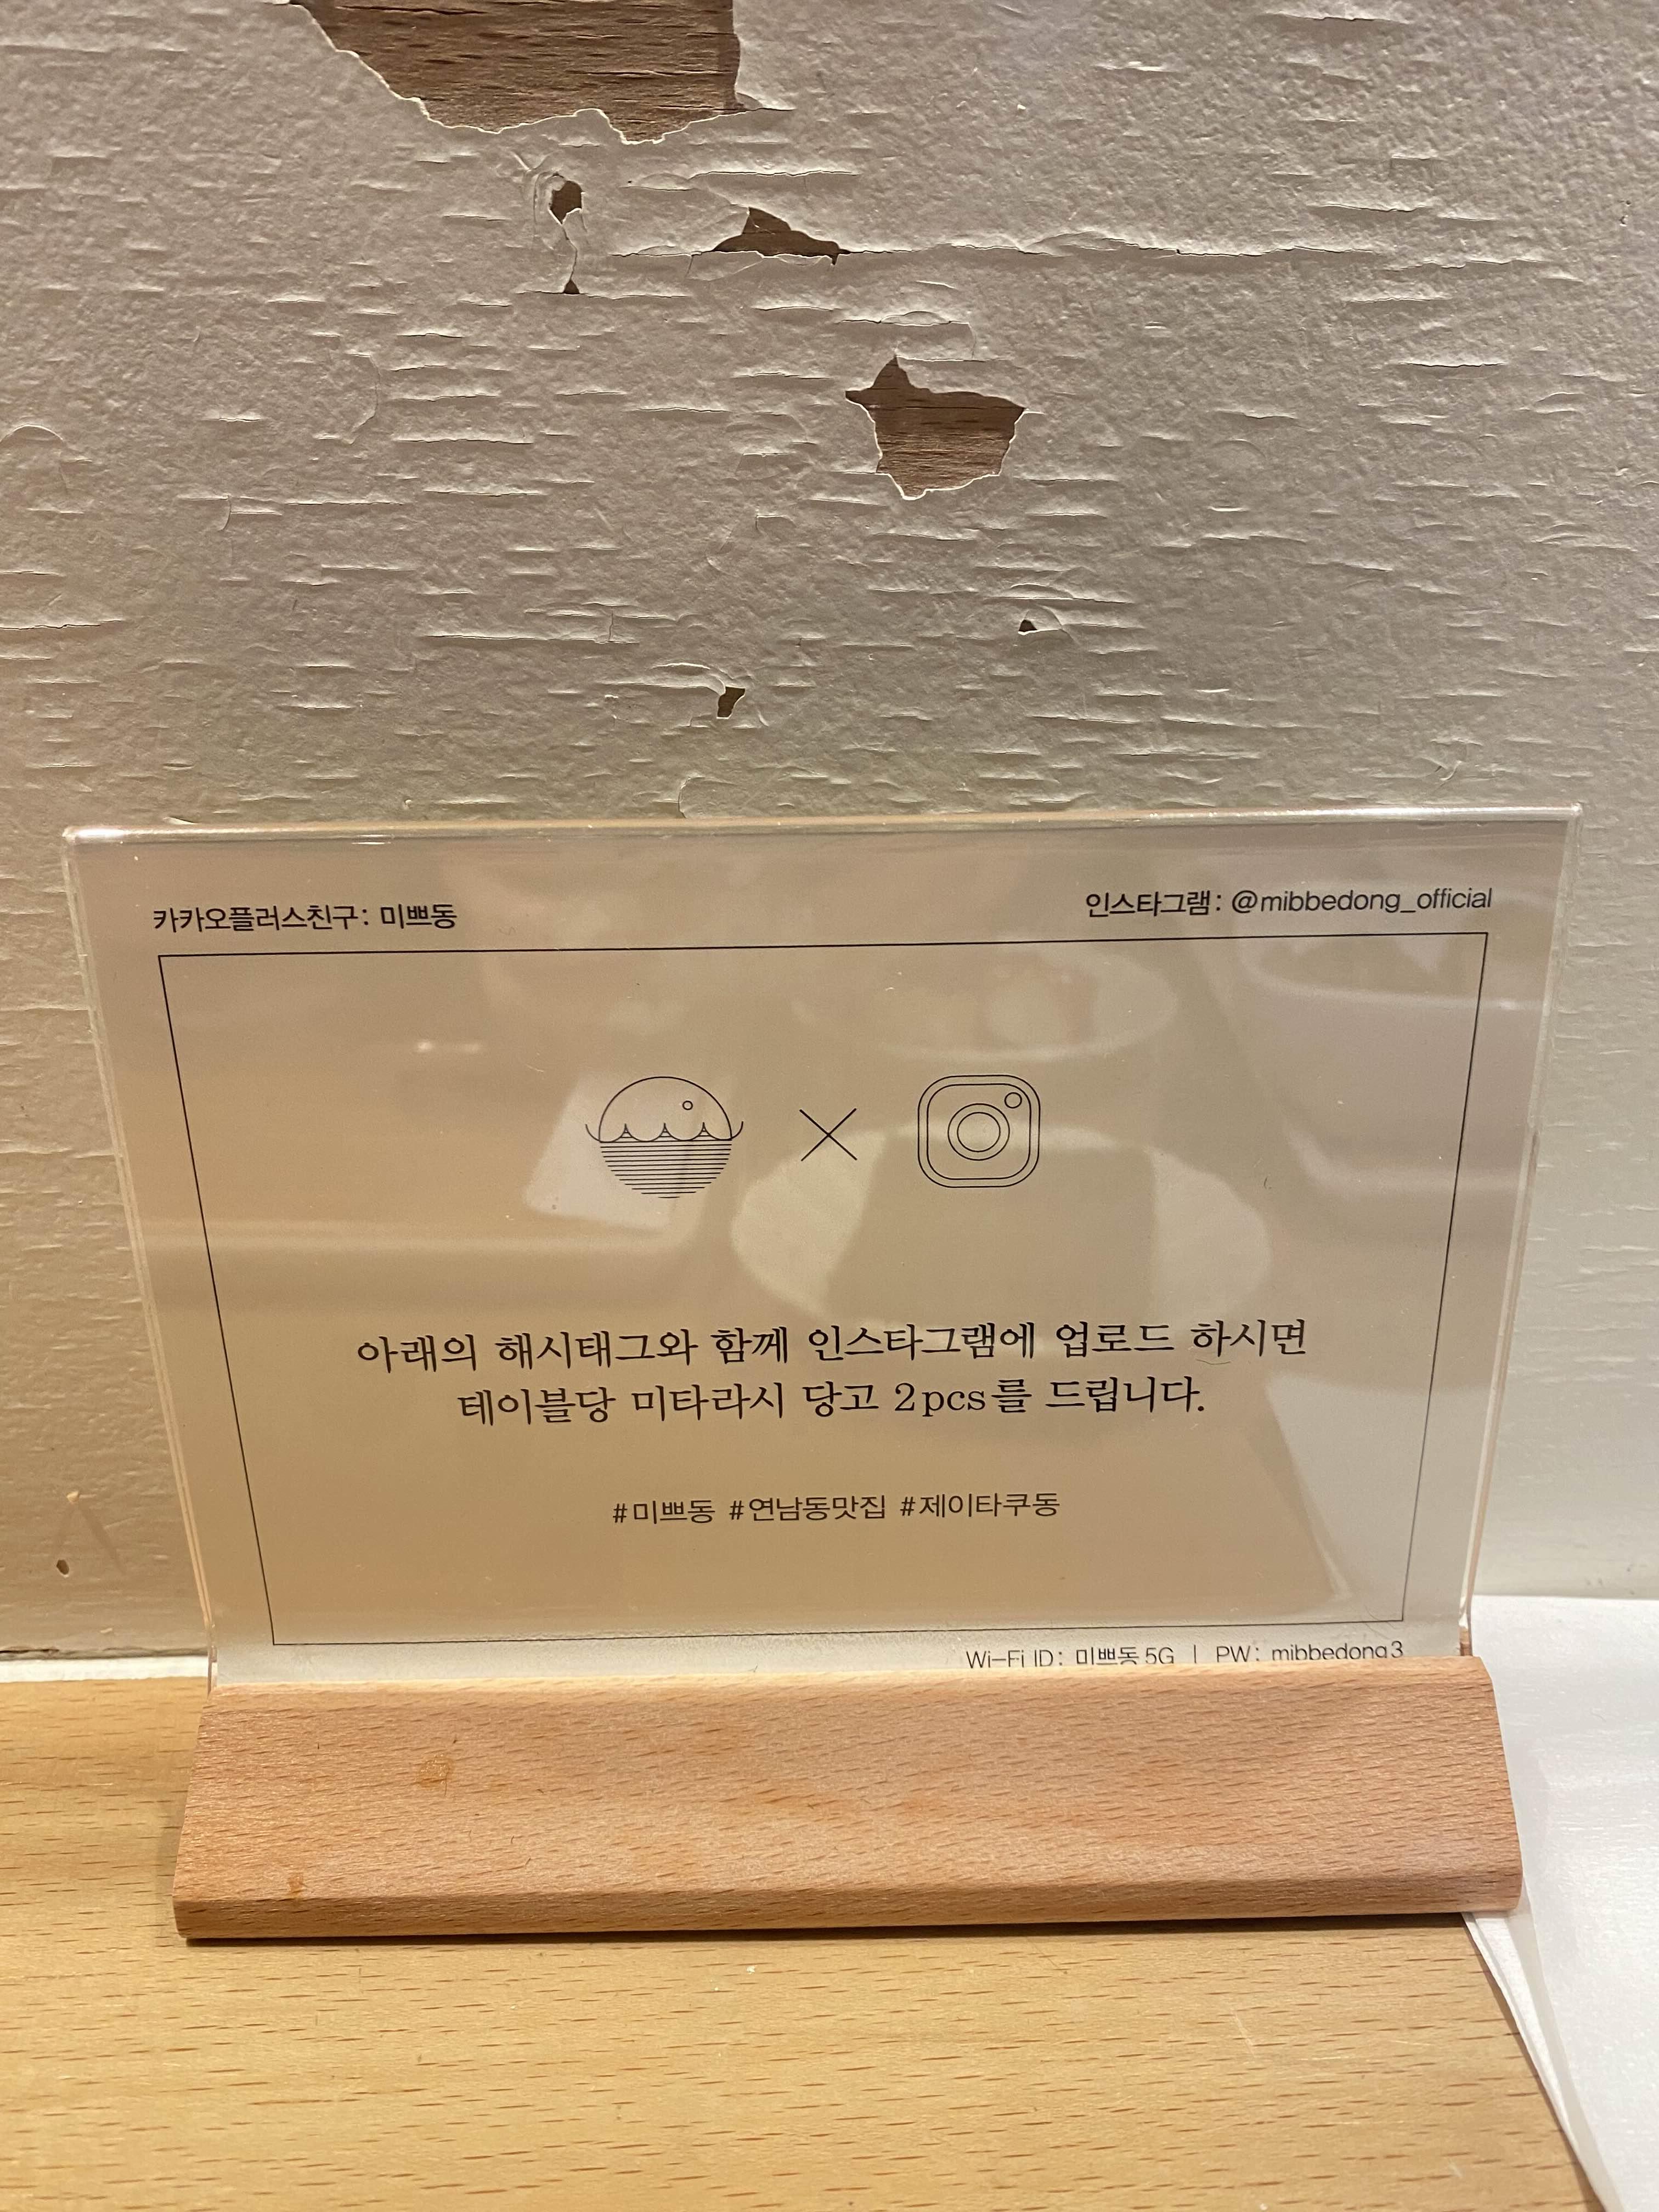 카카오플러스친구: 미쁘동
인스타그램: @mibbedong_official
아래의 해시태그와 함께 인스타그램에 업로드 하시면
테이블당 미타라시 당고 2pcs를 드립니다.
#미쁘동 #연남동맛집 #제이타쿠동
Wi-Fi ID: 미쁘동 5G | PW: mibbedong3